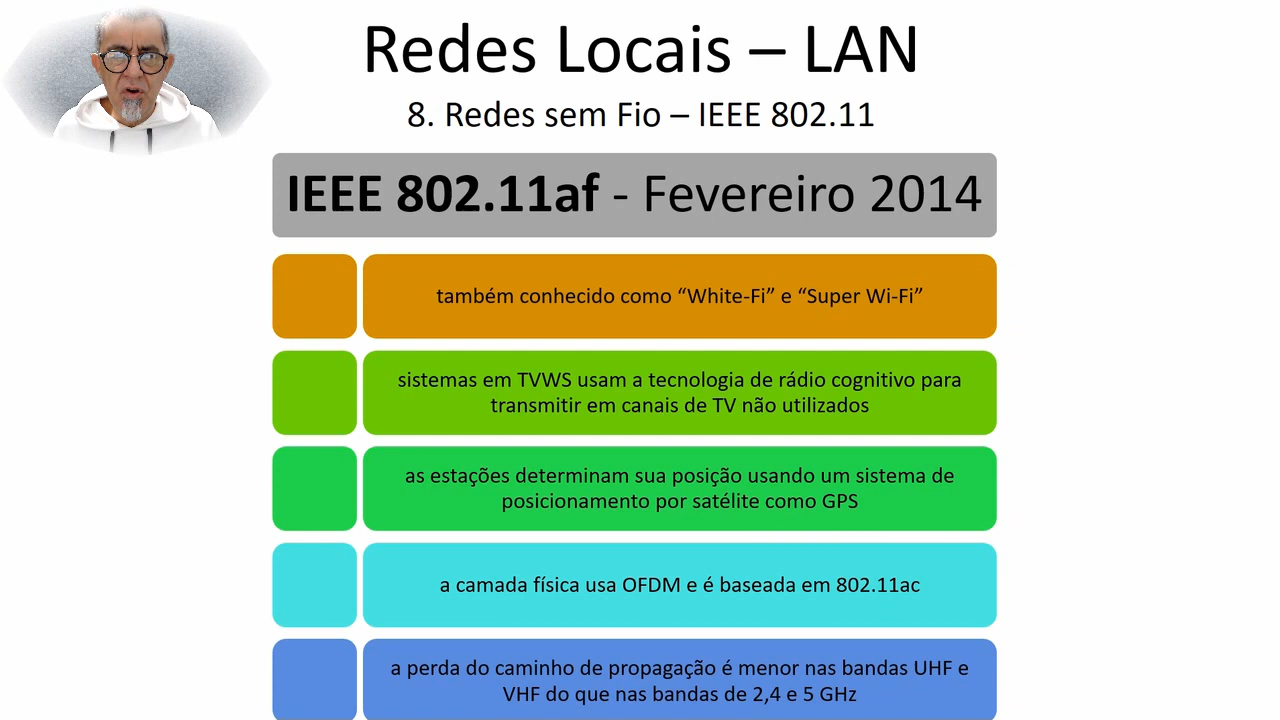 Redes Locais – LAN
8. Redes sem Fio – IEEE 802.11
IEEE 802.11af - Fevereiro 2014
também conhecido como “White-Fi” e “Super Wi-Fi”
sistemas em TVWS usam a tecnologia de rádio cognitivo para
transmitir em canais de TV não utilizados
as estações determinam sua posição usando um sistema de
posicionamento por satélite como GPS
a camada física usa OFDM e é baseada em 802.11ac
a perda do caminho de propagação é menor nas bandas UHF e
VHF do que nas bandas de 2,4 e 5 GHz